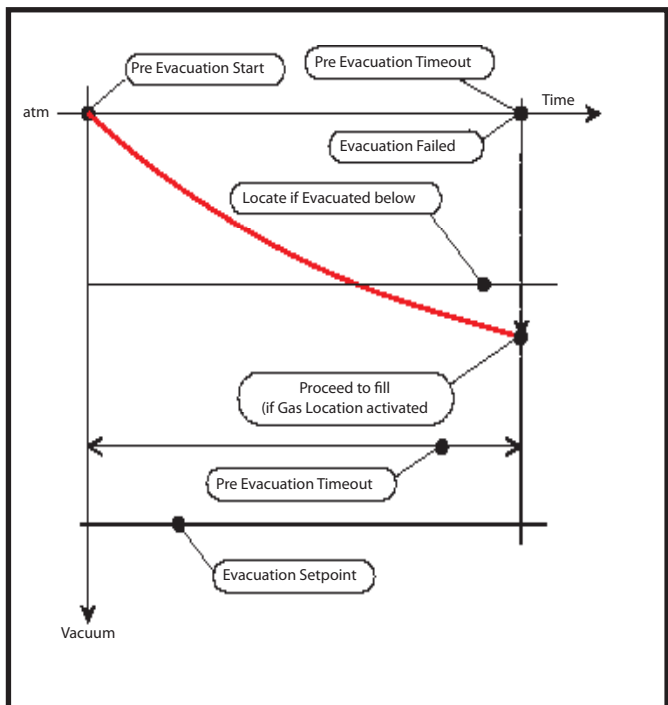 Pre Evacuation Start
Pre Evacuation Timeout
atm
Time
Evacuation Failed
Locate if Evacuated below
Proceed to fill
(if Gas Location activated
Pre Evacuation Timeout
Evacuation Setpoint
Vacuum